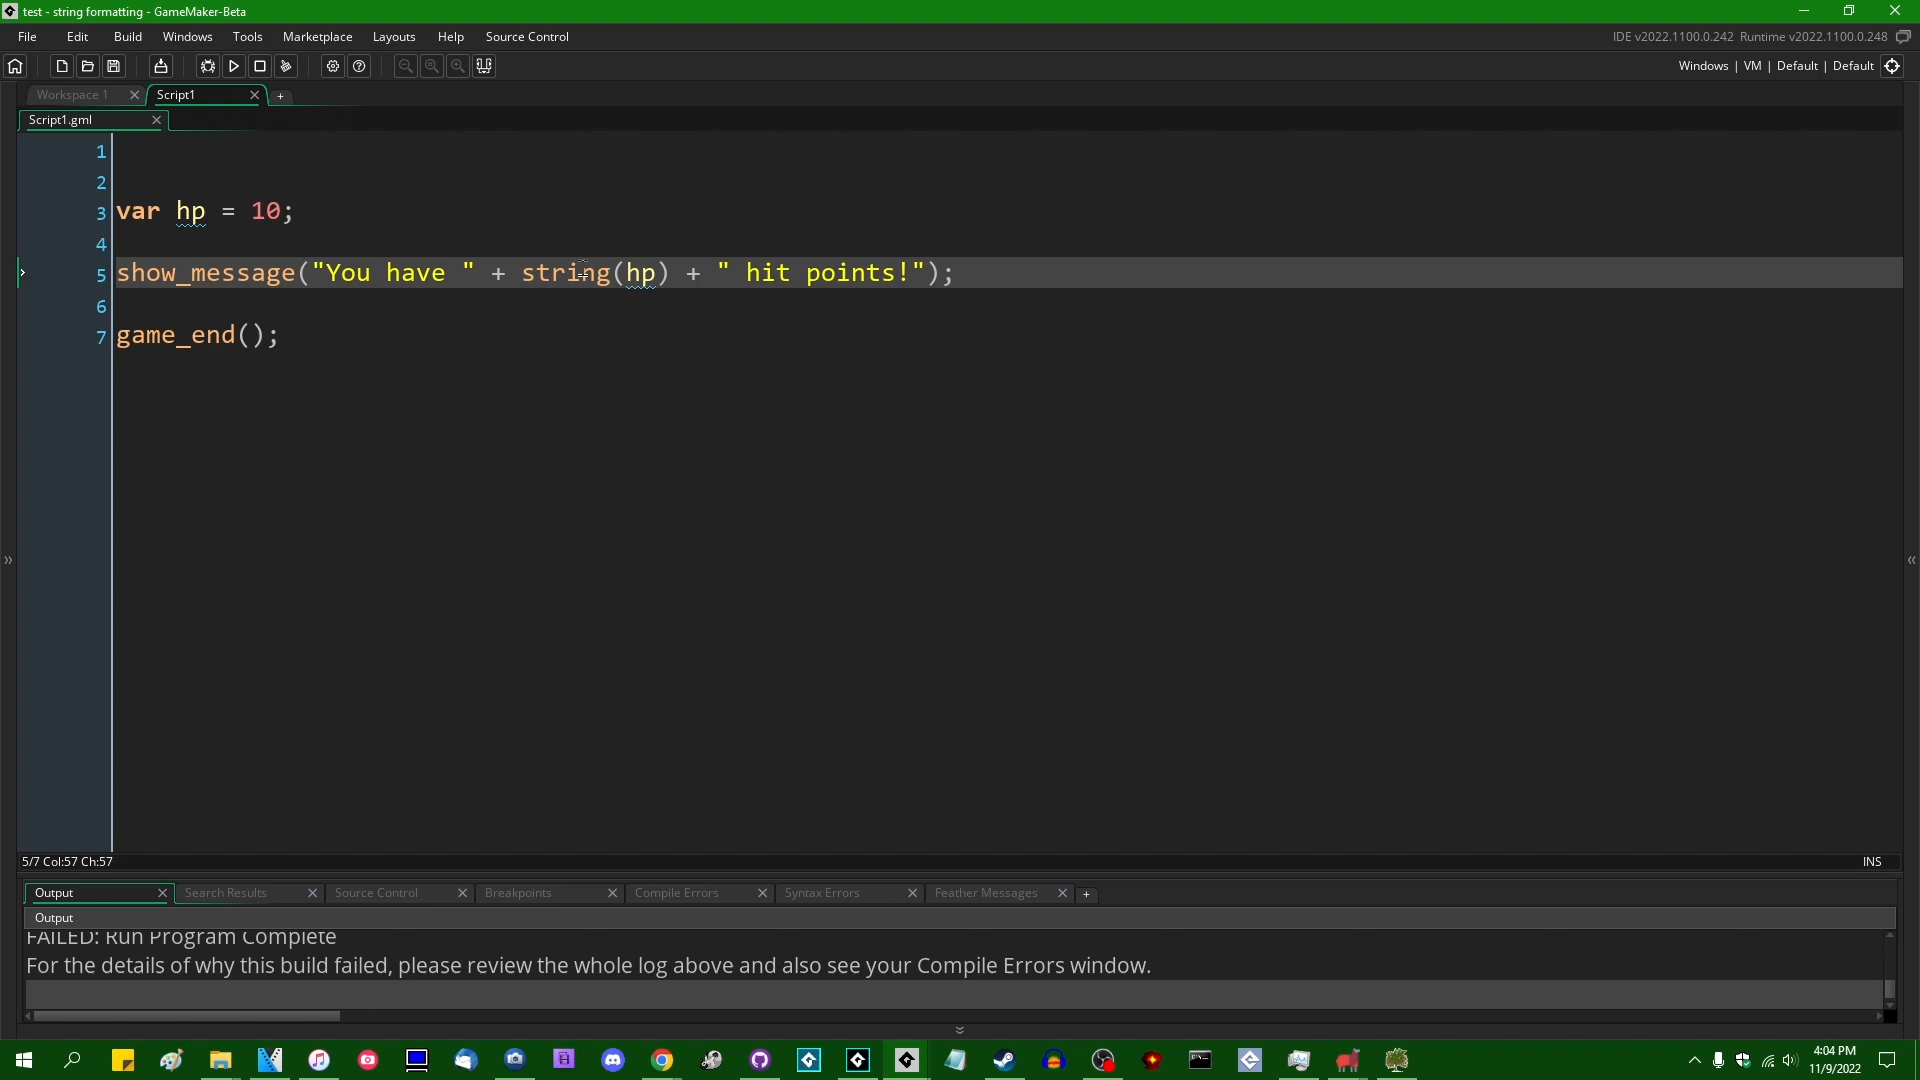 test - string formatting - GameMaker-Beta
File Edit Build Windows Tools Marketplace Layouts Help Source Control
IDE v2022.1100.0.242 Runtime v2022.1100.0.248
Windows | VM | Default | Default
Workspace 1 Script1
Script1.gml
1
2
3 var hp = 10;
4
5 show_message("You have " + string(hp) + " hit points!");
6
7 game_end();
5/7 Col:57 Ch:57 INS
Output Search Results Source Control Breakpoints Compile Errors Syntax Errors Feather Messages
Output
FAILED: Run Program Complete
For the details of why this build failed, please review the whole log above and also see your Compile Errors window.
4:04 PM
11/9/2022